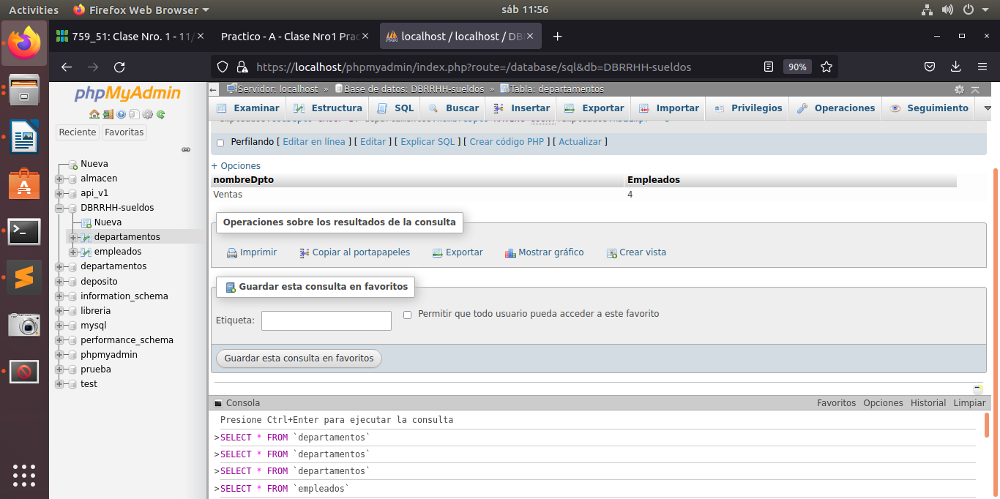 Activities Firefox Web Browser sáb 11:56
759_51: Clase Nro. 1 - 11/ Practico - A - Clase Nro1 Prac localhost / localhost / DB
https://localhost/phpmyadmin/index.php?route=/database/sql&db=DBRRHH-sueldos 90%
phpMyAdmin
Reciente Favoritas
Nueva
almacen
api_v1
DBRRHH-sueldos
Nueva
departamentos
empleados
departamentos
deposito
information_schema
libreria
mysql
performance_schema
phpmyadmin
prueba
test
Servidor: localhost » Base de datos: DBRRHH-sueldos » Tabla: departamentos
Examinar Estructura SQL Buscar Insertar Exportar Importar Privilegios Operaciones Seguimiento
Perfilando [ Editar en línea ] [ Editar ] [ Explicar SQL ] [ Crear código PHP ] [ Actualizar ]
+ Opciones
nombreDpto Empleados
Ventas 4
Operaciones sobre los resultados de la consulta
Imprimir Copiar al portapapeles Exportar Mostrar gráfico Crear vista
Guardar esta consulta en favoritos
Etiqueta: Permitir que todo usuario pueda acceder a este favorito
Guardar esta consulta en favoritos
Consola Favoritos Opciones Historial Limpiar
Presione Ctrl+Enter para ejecutar la consulta
>SELECT * FROM `departamentos`
>SELECT * FROM `departamentos`
>SELECT * FROM `departamentos`
>SELECT * FROM `empleados`